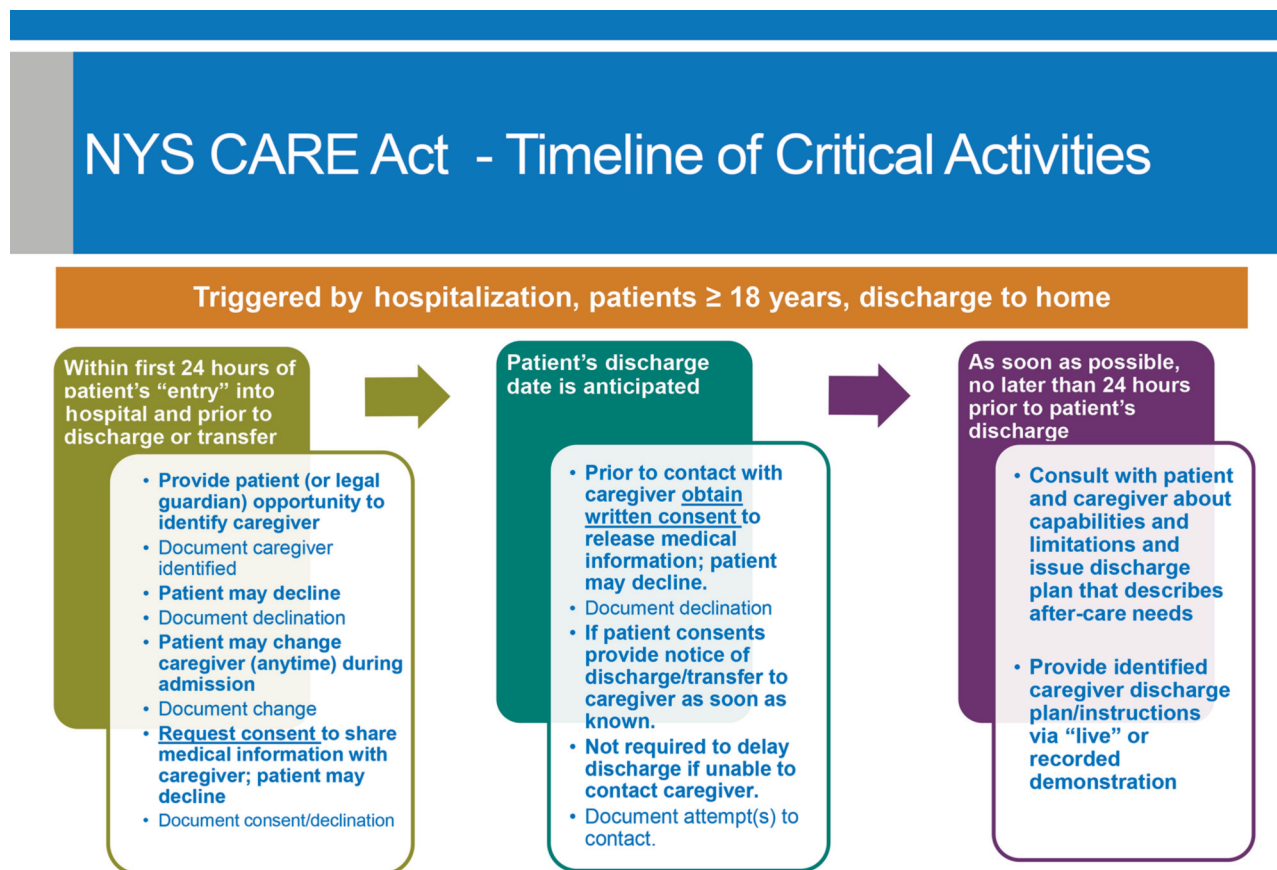 NYS CARE Act - Timeline of Critical Activities
Triggered by hospitalization, patients ≥ 18 years, discharge to home
Within first 24 hours of
patient's “entry” into
hospital and prior to
discharge or transfer
• Provide patient (or legal
guardian) opportunity to
identify caregiver
• Document caregiver
identified
• Patient may decline
• Document declination
• Patient may change
caregiver (anytime) during
admission
• Document change
• Request consent to share
medical information with
caregiver; patient may
decline
• Document consent/declination
Patient's discharge
date is anticipated
• Prior to contact with
caregiver obtain
written consent to
release medical
information; patient
may decline.
• Document declination
• If patient consents
provide notice of
discharge/transfer to
caregiver as soon as
known.
• Not required to delay
discharge if unable to
contact caregiver.
• Document attempt(s) to
contact.
As soon as possible,
no later than 24 hours
prior to patient's
discharge
• Consult with patient
and caregiver about
capabilities and
limitations and
issue discharge
plan that describes
after-care needs
• Provide identified
caregiver discharge
plan/instructions
via “live” or
recorded
demonstration